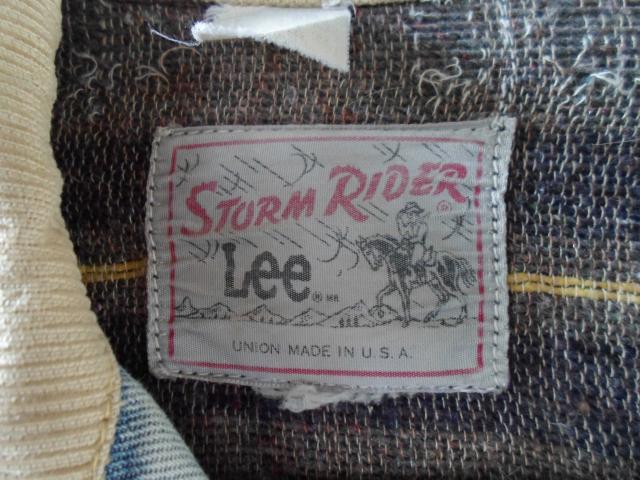 STORM RIDER ®
Lee ® MR
UNION MADE IN U.S.A.